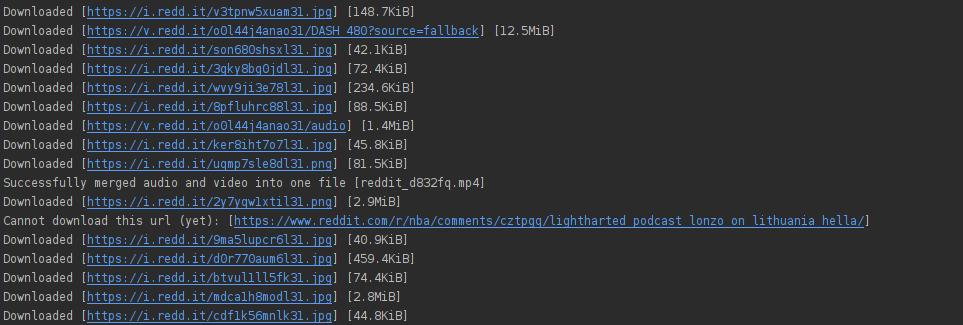 Downloaded [https://i.redd.it/v3tpnw5xuam31.jpg] [148.7KiB]
Downloaded [https://v.redd.it/o0l44j4anao31/DASH_480?source=fallback] [12.5MiB]
Downloaded [https://i.redd.it/son680shsxl31.jpg] [42.1KiB]
Downloaded [https://i.redd.it/3gky8bg0jdl31.jpg] [72.4KiB]
Downloaded [https://i.redd.it/wvy9ji3e78l31.jpg] [234.6KiB]
Downloaded [https://i.redd.it/8pfluhrc88l31.jpg] [88.5KiB]
Downloaded [https://v.redd.it/o0l44j4anao31/audio] [1.4MiB]
Downloaded [https://i.redd.it/ker8iht7o7l31.jpg] [45.8KiB]
Downloaded [https://i.redd.it/uqmp7sle8dl31.png] [81.5KiB]
Successfully merged audio and video into one file [reddit_d832fq.mp4]
Downloaded [https://i.redd.it/2y7yqwlxtil31.png] [2.9MiB]
Cannot download this url (yet): [https://www.reddit.com/r/nba/comments/cztpqq/lightharted_podcast_lonzo_on_lithuania_hella/]
Downloaded [https://i.redd.it/9ma5lupcr6l31.jpg] [40.9KiB]
Downloaded [https://i.redd.it/d0r770aum6l31.jpg] [459.4KiB]
Downloaded [https://i.redd.it/btvul1ll5fk31.jpg] [74.4KiB]
Downloaded [https://i.redd.it/mdca1h8modl31.jpg] [2.8MiB]
Downloaded [https://i.redd.it/cdf1k56mnlk31.jpg] [44.8KiB]